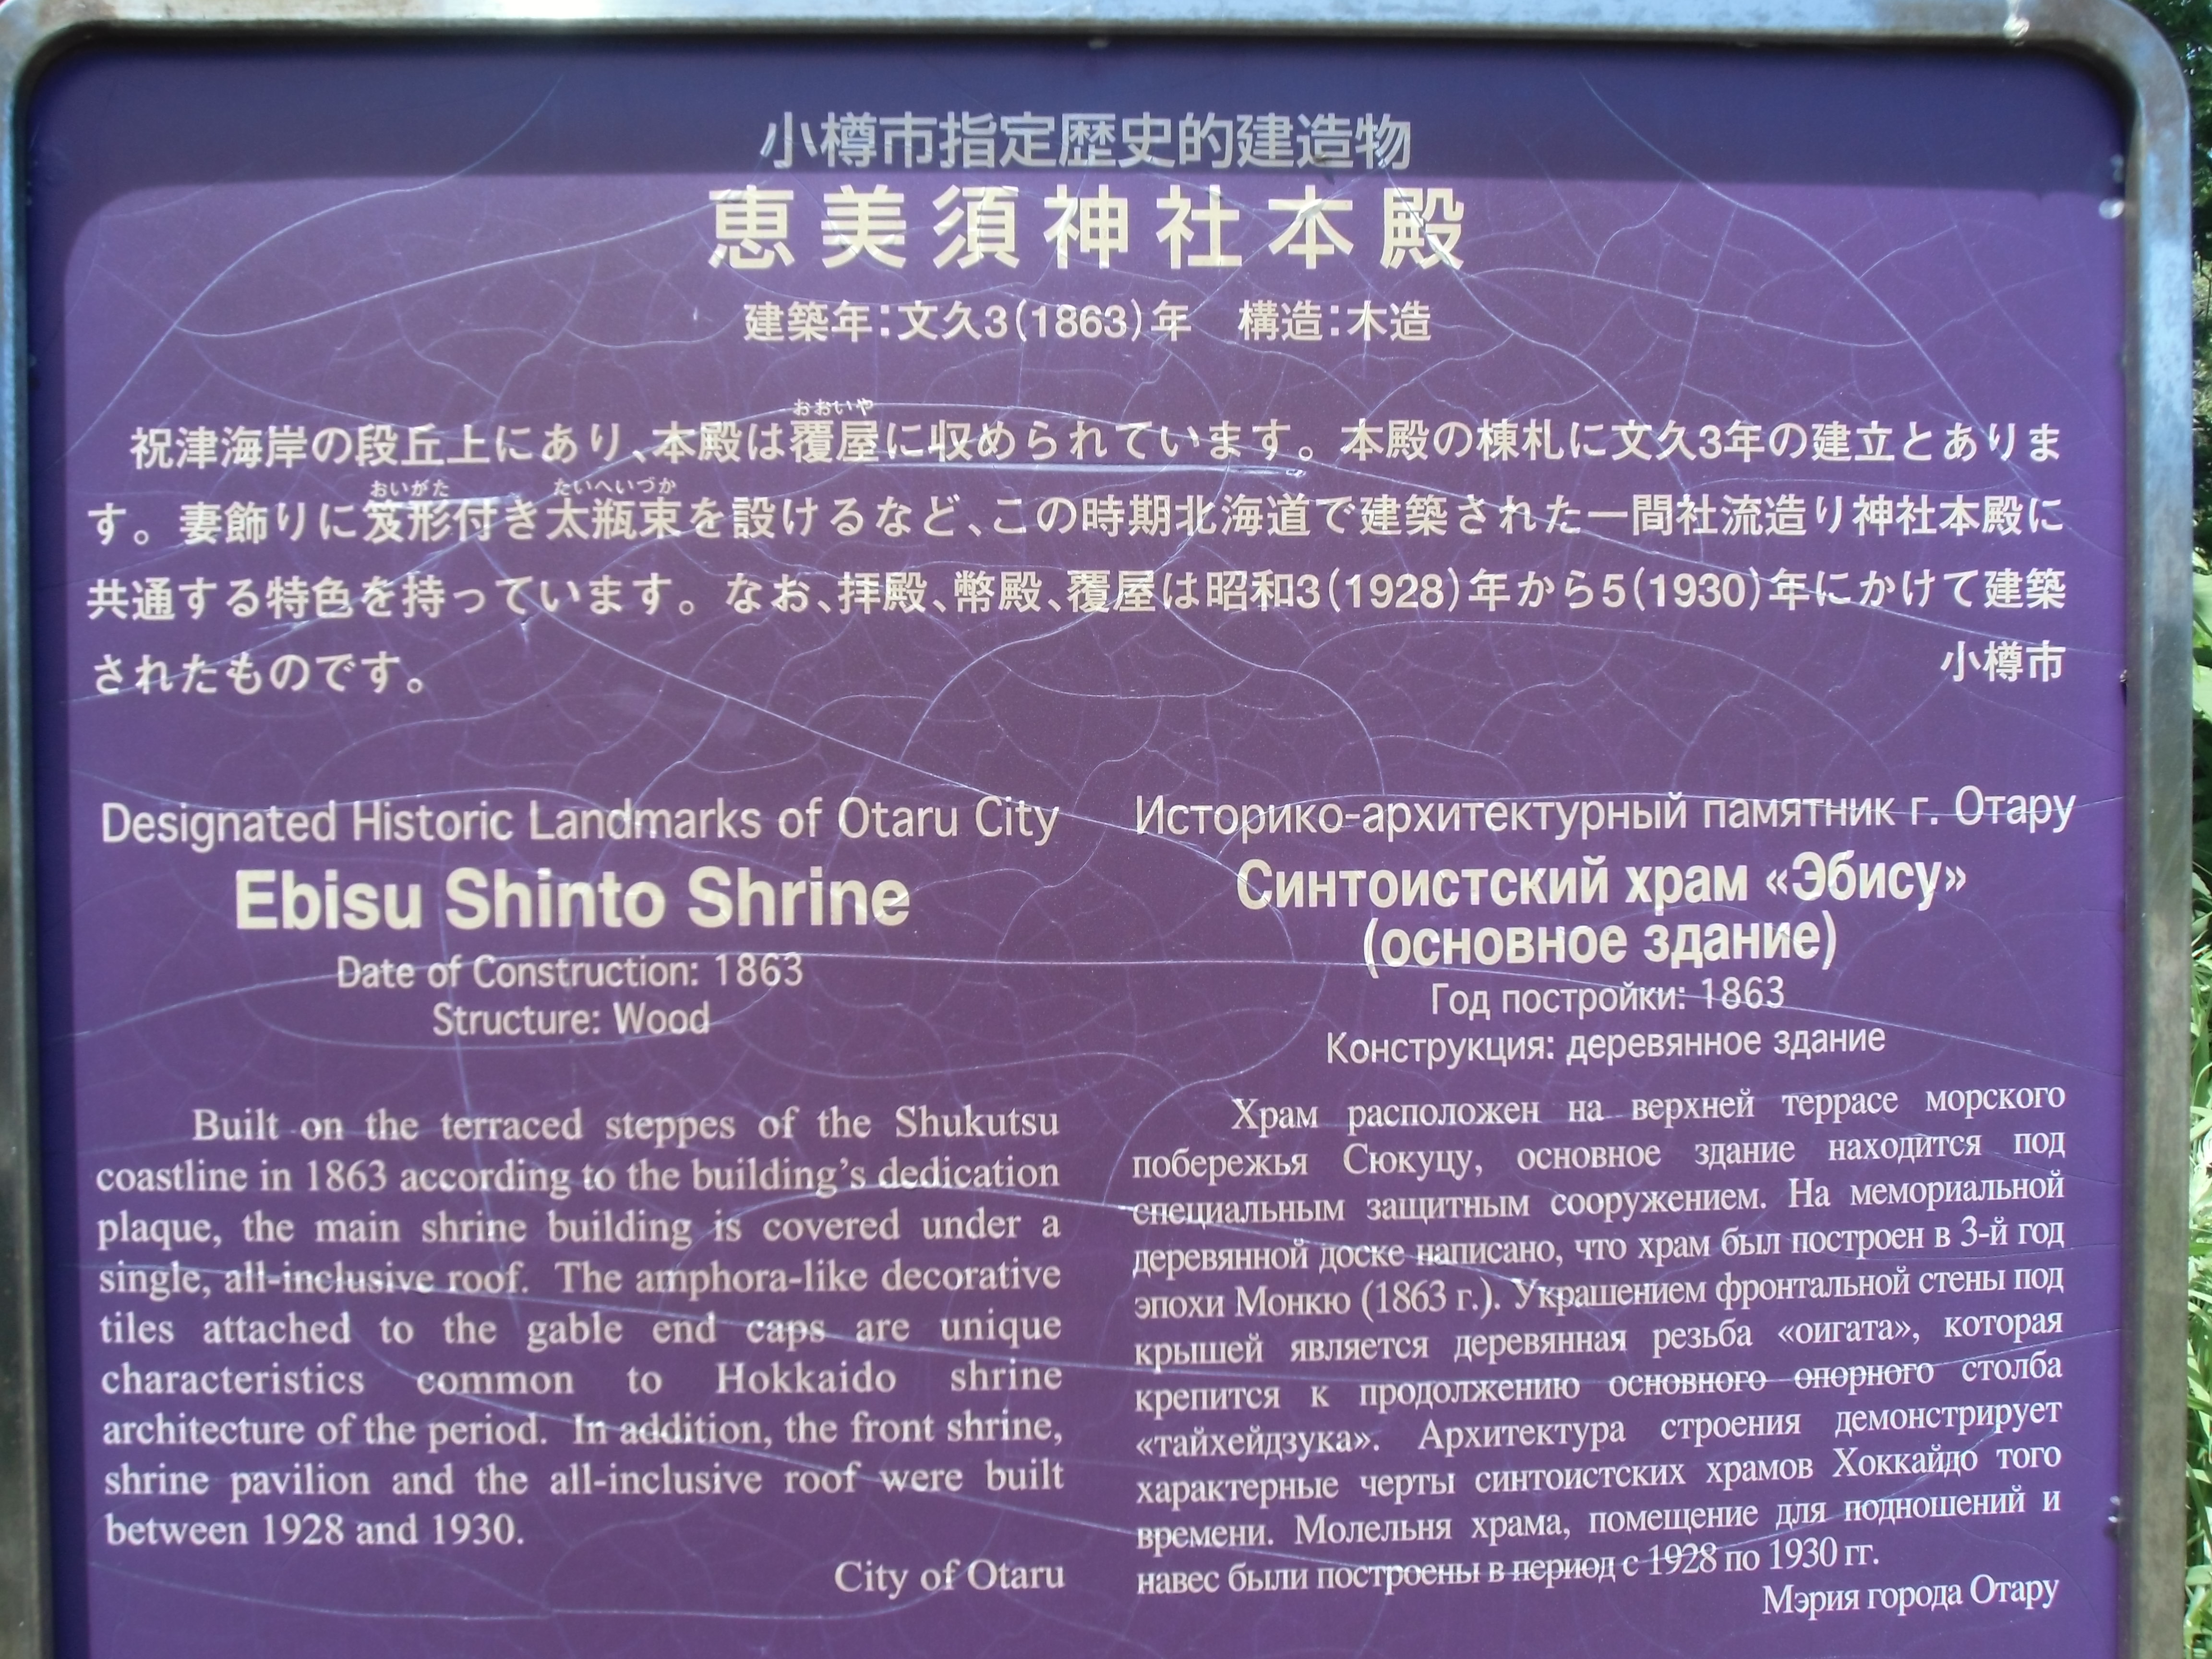 小樽市指定歴史的建造物
恵美須神社本殿
建築年：文久3（1863）年　構造：木造
おおいや
祝津海岸の段丘上にあり、本殿は覆屋に収められています。本殿の棟札に文久3年の建立とありま
おいがた　たいへいづか
す。妻飾りに笈形付き太瓶束を設けるなど、この時期北海道で建築された一間社流造り神社本殿に
共通する特色を持っています。なお、拝殿、幣殿、覆屋は昭和3（1928）年から5（1930）年にかけて建築
されたものです。
小樽市
Designated Historic Landmarks of Otaru City
Ebisu Shinto Shrine
Date of Construction: 1863
Structure: Wood
Built on the terraced steppes of the Shukutsu
coastline in 1863 according to the building's dedication
plaque, the main shrine building is covered under a
single, all-inclusive roof. The amphora-like decorative
tiles attached to the gable end caps are unique
characteristics common to Hokkaido shrine
architecture of the period. In addition, the front shrine,
shrine pavilion and the all-inclusive roof were built
between 1928 and 1930.
City of Otaru
Историко-архитектурный памятник г. Отару
Синтоистский храм «Эбису»
(основное здание)
Год постройки: 1863
Конструкция: деревянное здание
Храм расположен на верхней террасе морского
побережья Сюкуцу, основное здание находится под
специальным защитным сооружением. На мемориальной
деревянной доске написано, что храм был построен в 3-й год
эпохи Монкю (1863 г.). Украшением фронтальной стены под
крышей является деревянная резьба «оигата», которая
крепится к продолжению основного опорного столба
«тайхейдзука». Архитектура строения демонстрирует
характерные черты синтоистских храмов Хоккайдо того
времени. Молельня храма, помещение для подношений и
навес были построены в период с 1928 по 1930 гг.
Мэрия города Отару